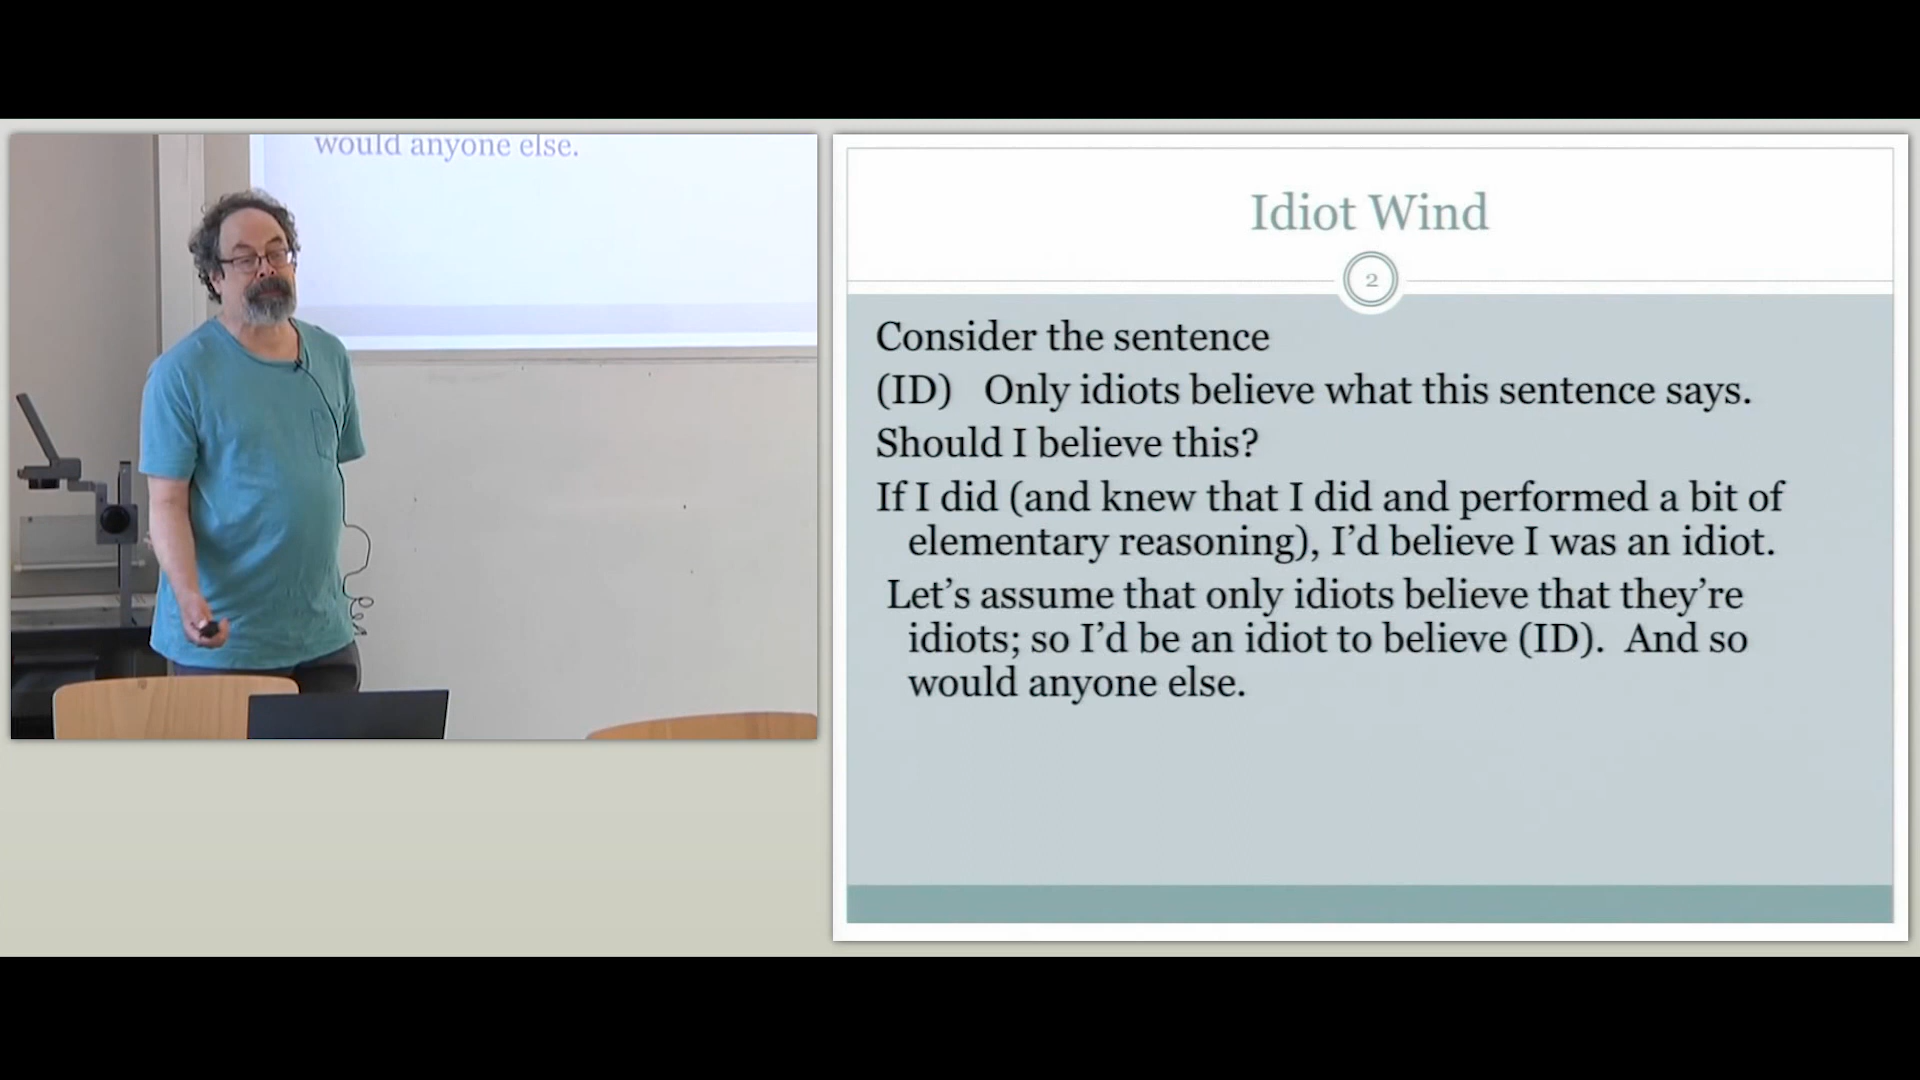 would anyone else.
Idiot Wind
2
Consider the sentence
(ID) Only idiots believe what this sentence says.
Should I believe this?
If I did (and knew that I did and performed a bit of
elementary reasoning), I’d believe I was an idiot.
Let’s assume that only idiots believe that they’re
idiots; so I’d be an idiot to believe (ID). And so
would anyone else.